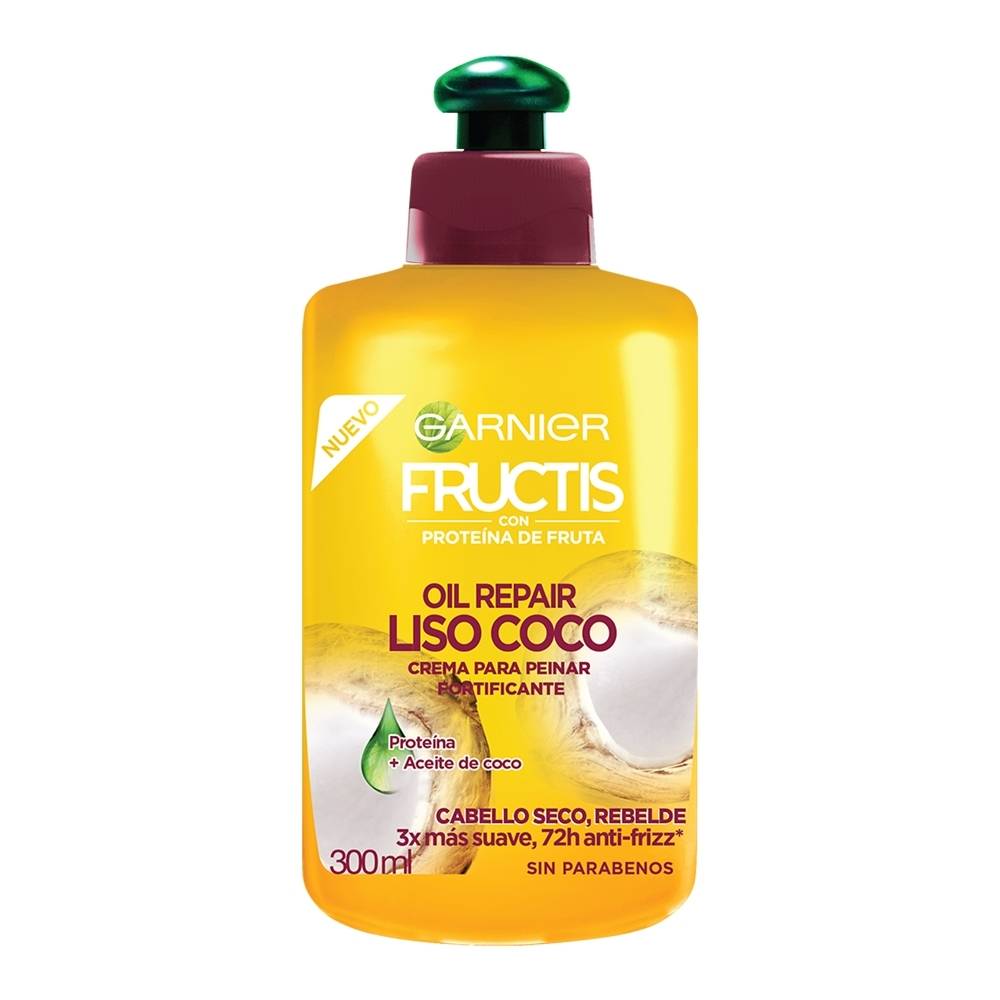 NUEVO
GARNIER
FRUCTIS
CON
PROTEÍNA DE FRUTA
OIL REPAIR
LISO COCO
CREMA PARA PEINAR
FORTIFICANTE
Proteína
+ Aceite de coco
CABELLO SECO, REBELDE
3x más suave, 72h anti-frizz*
300ml
SIN PARABENOS